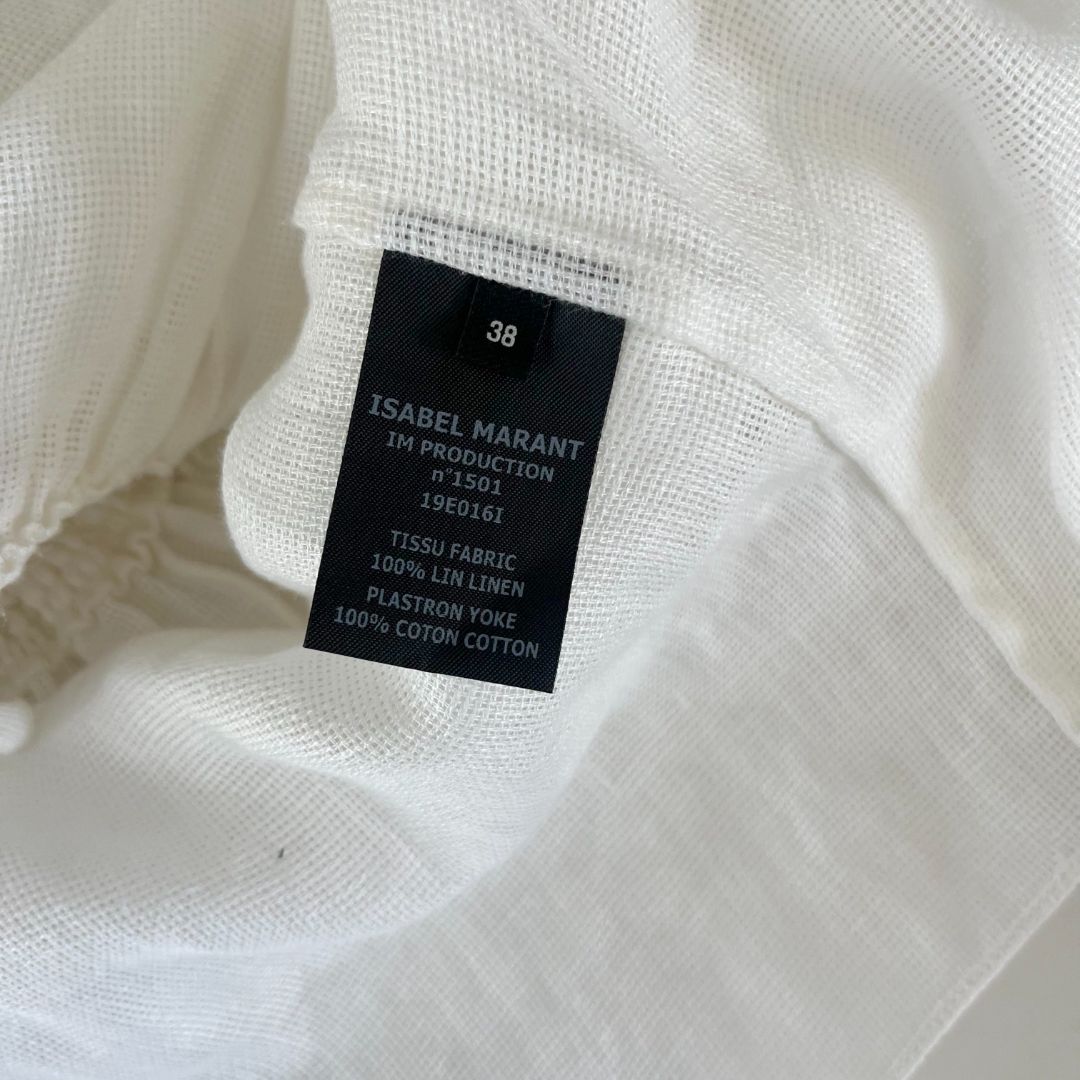 38
ISABEL MARANT
IM PRODUCTION
n°1501
19E016I
TISSU FABRIC
100% LIN LINEN
PLASTRON YOKE
100% COTON COTTON